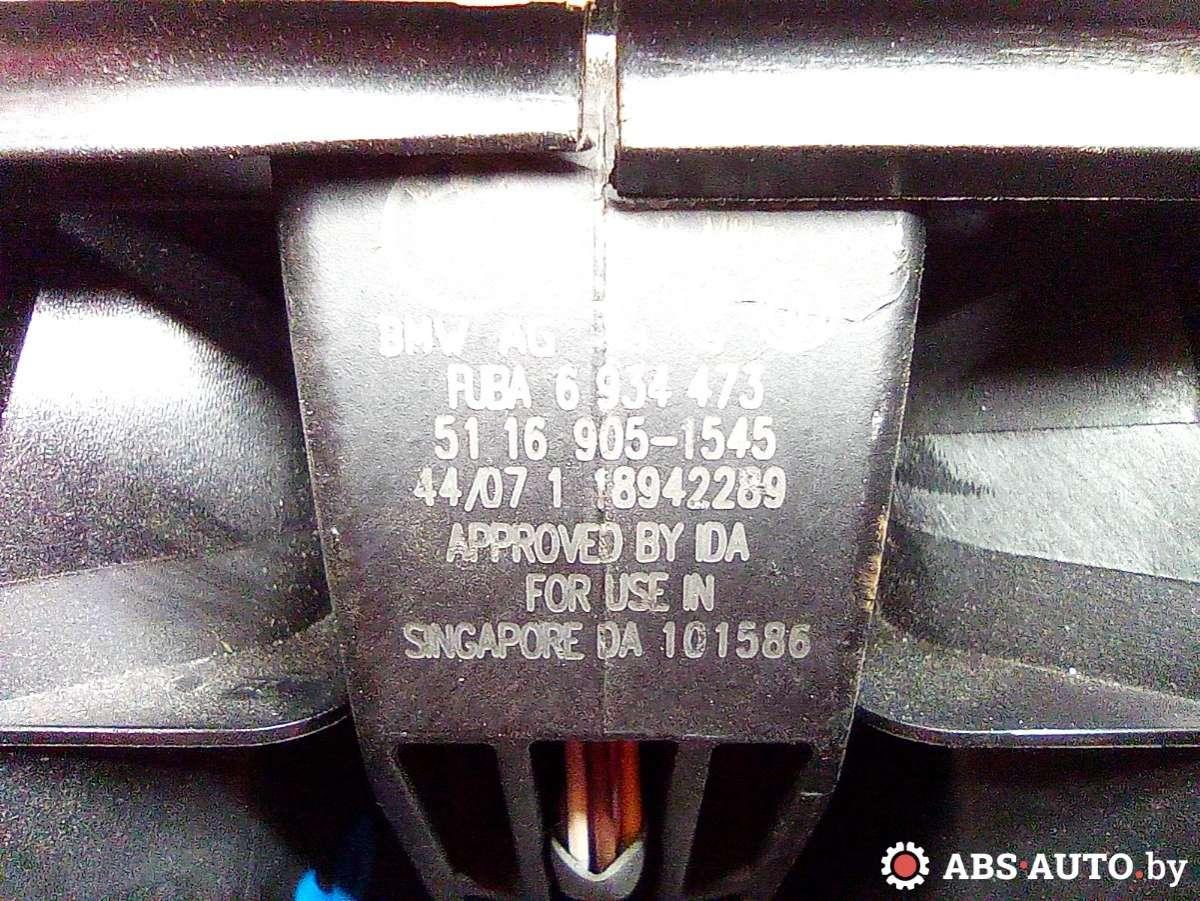 BMW AG
FUBA 6 934 473
51 16 905-1545
44/07 1 18942289
APPROVED BY IDA
FOR USE IN
SINGAPORE DA 101586
ABS-AUTO.by